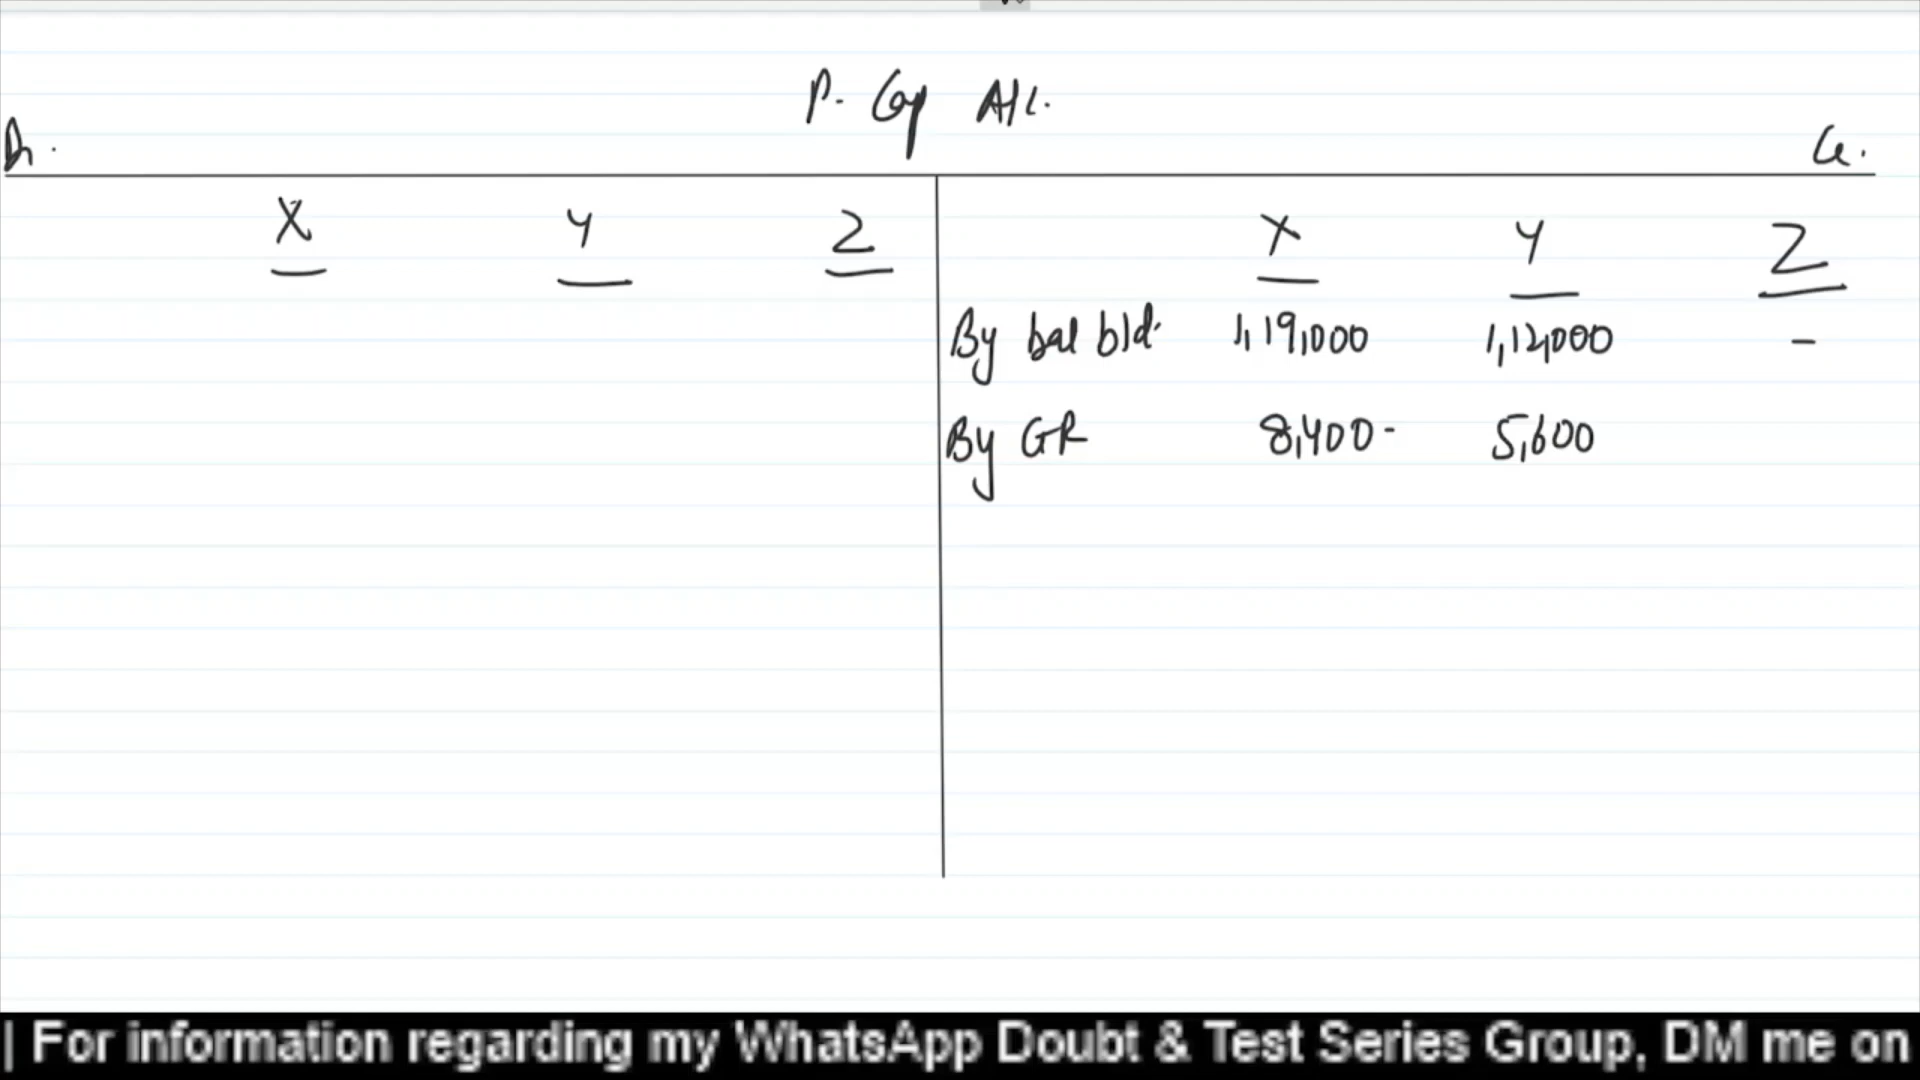 P. Cap A/c.
Dr. Cr.
X Y Z X Y Z
By bal b/d. 1,19,000 1,12,000 -
By GR 8,400- 5,600
| For information regarding my WhatsApp Doubt & Test Series Group, DM me on